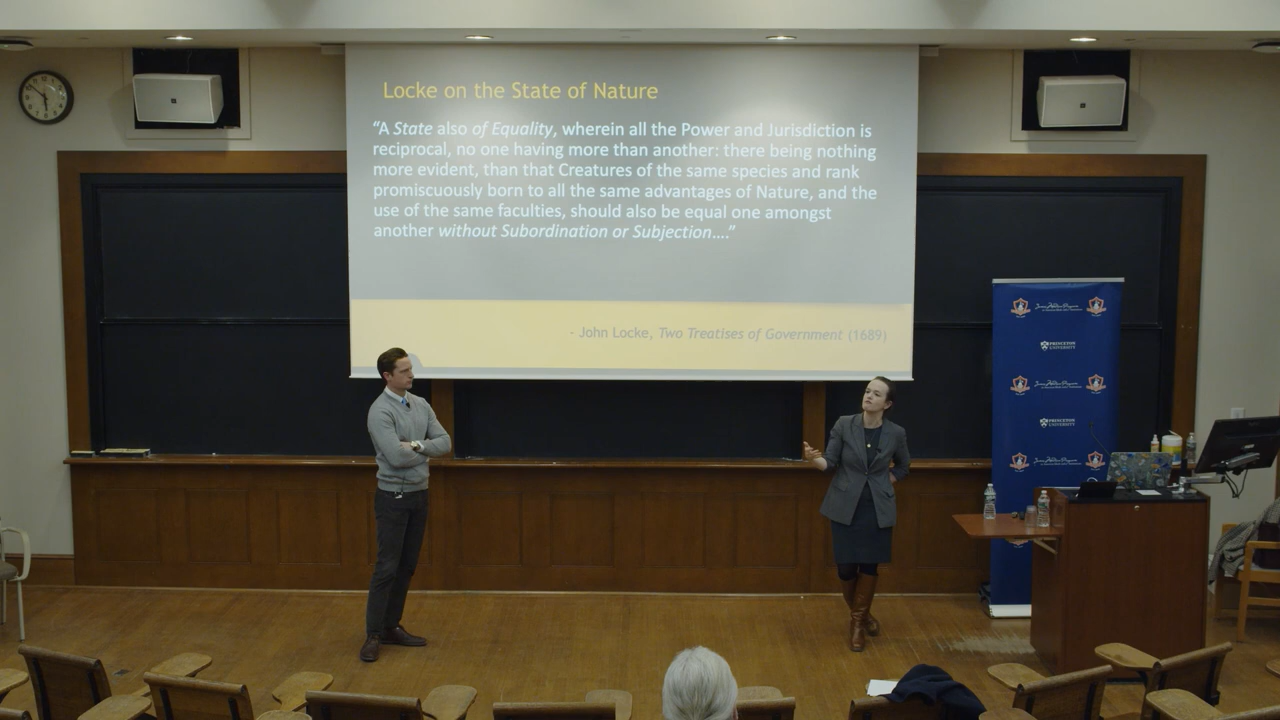 Locke on the State of Nature
“A State also of Equality, wherein all the Power and Jurisdiction is
reciprocal, no one having more than another: there being nothing
more evident, than that Creatures of the same species and rank
promiscuously born to all the same advantages of Nature, and the
use of the same faculties, should also be equal one amongst
another without Subordination or Subjection....”
- John Locke, Two Treatises of Government (1689)
PRINCETON
UNIVERSITY
PRINCETON
UNIVERSITY